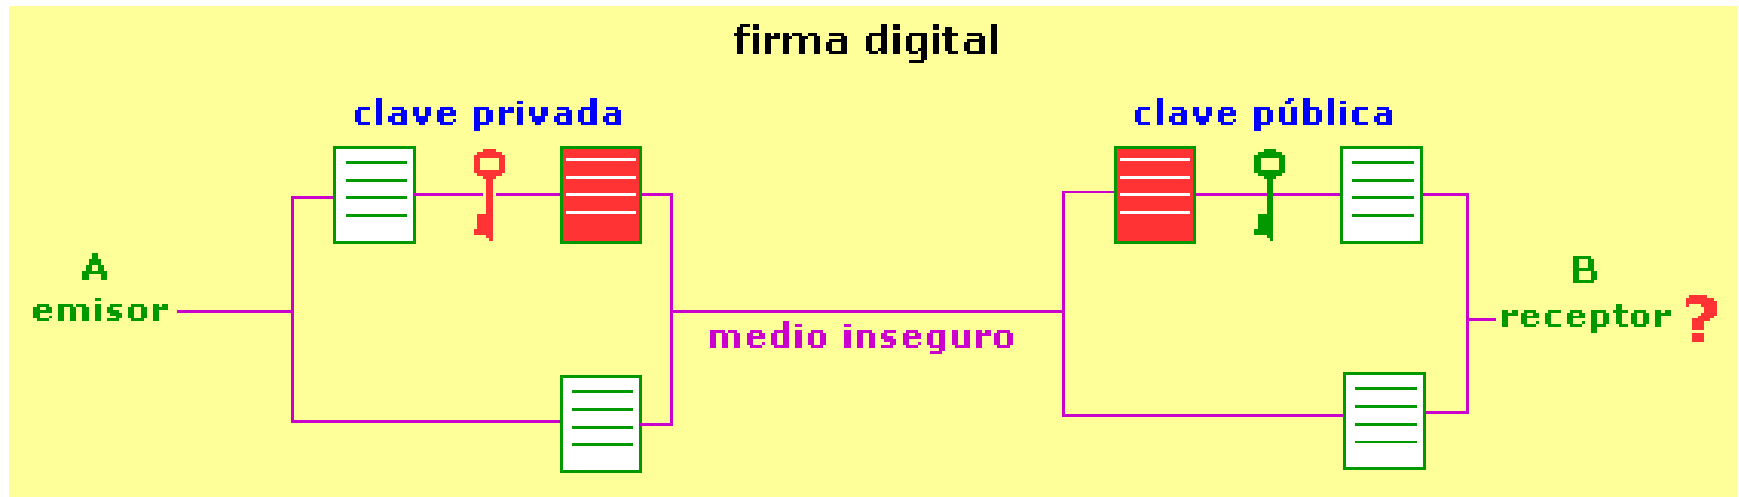 firma digital
clave privada
clave pública
A
emisor
medio inseguro
B
receptor ?